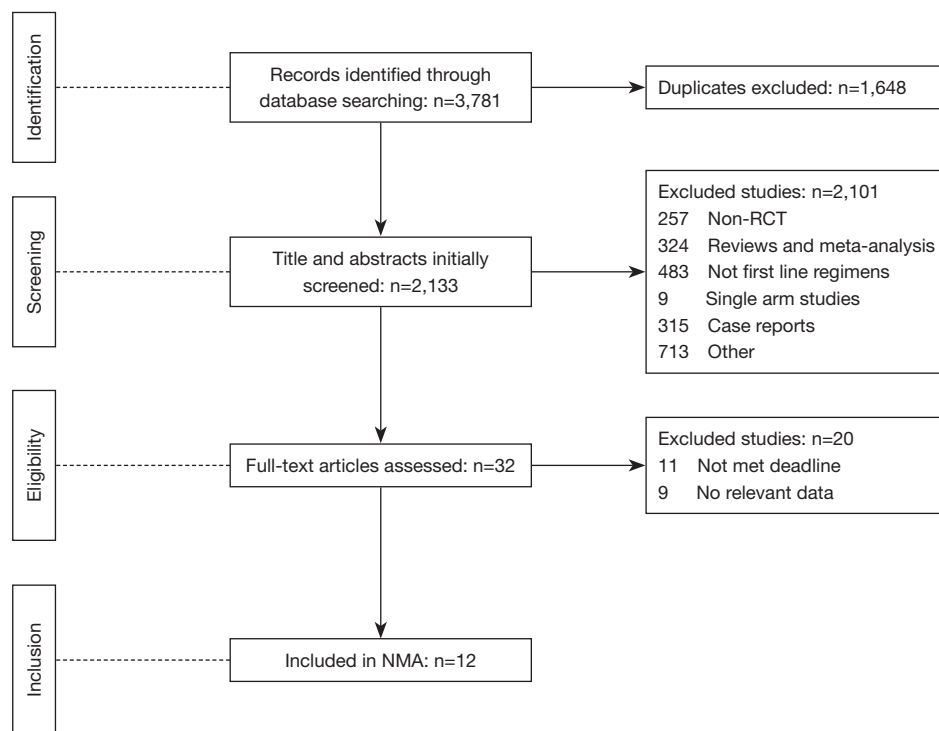 Identification
Records identified through
database searching: n=3,781
Duplicates excluded: n=1,648
Screening
Title and abstracts initially
screened: n=2,133
Excluded studies: n=2,101
257 Non-RCT
324 Reviews and meta-analysis
483 Not first line regimens
9 Single arm studies
315 Case reports
713 Other
Eligibility
Full-text articles assessed: n=32
Excluded studies: n=20
11 Not met deadline
9 No relevant data
Inclusion
Included in NMA: n=12